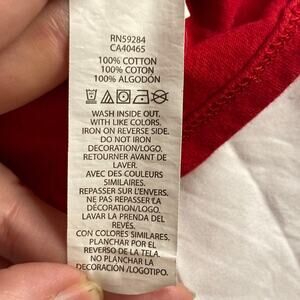 RN59284
CA40465
100% COTTON
100% COTON
100% ALGODÓN
WASH INSIDE OUT.
WITH LIKE COLORS.
IRON ON REVERSE SIDE.
DO NOT IRON
DECORATION/LOGO.
RETOURNER AVANT DE
LAVER.
AVEC DES COULEURS
SIMILAIRES.
REPASSER SUR L'ENVERS.
NE PAS REPASSER LA
DÉCORATION/LOGO.
LAVAR LA PRENDA DEL
REVÉS.
CON COLORES SIMILARES.
PLANCHAR POR EL
REVERSO DE LA TELA.
NO PLANCHAR LA
DECORACIÓN/LOGOTIPO.